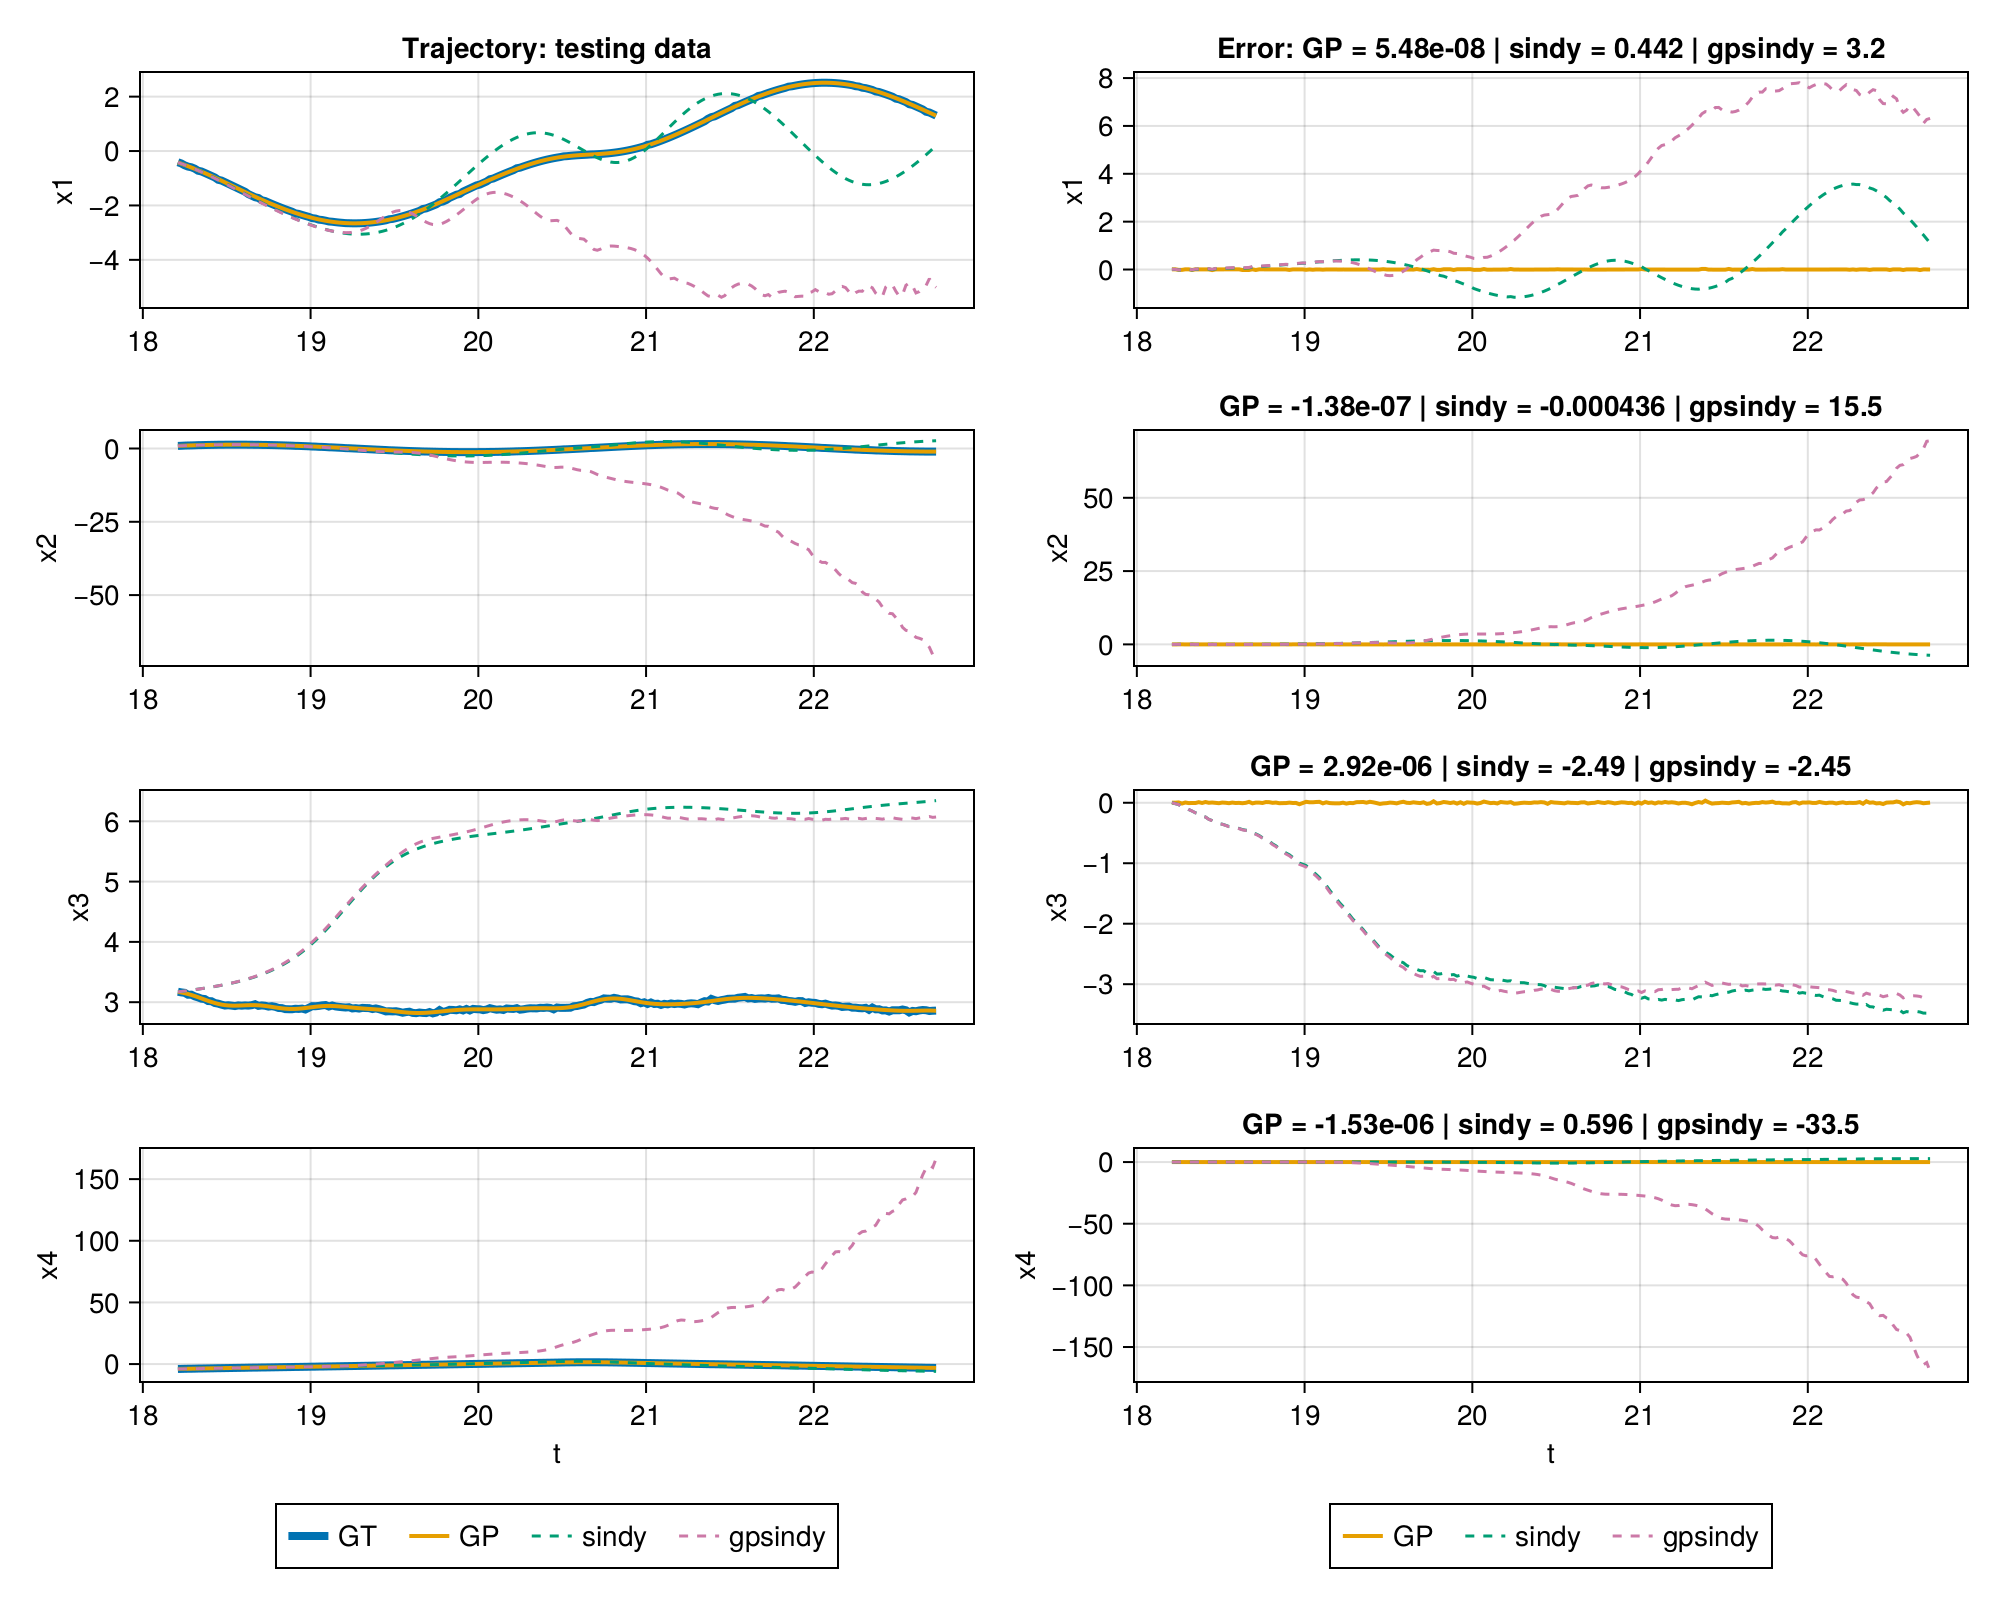 Trajectory: testing data
x1
2
0
−2
−4
18 19 20 21 22
Error: GP = 5.48e-08 | sindy = 0.442 | gpsindy = 3.2
x1
8
6
4
2
0
18 19 20 21 22
x2
0
−25
−50
18 19 20 21 22
GP = -1.38e-07 | sindy = -0.000436 | gpsindy = 15.5
x2
50
25
0
18 19 20 21 22
x3
6
5
4
3
18 19 20 21 22
GP = 2.92e-06 | sindy = -2.49 | gpsindy = -2.45
x3
0
−1
−2
−3
18 19 20 21 22
x4
150
100
50
0
18 19 20 21 22
t
GP = -1.53e-06 | sindy = 0.596 | gpsindy = -33.5
x4
0
−50
−100
−150
18 19 20 21 22
t
GT GP sindy gpsindy
GP sindy gpsindy